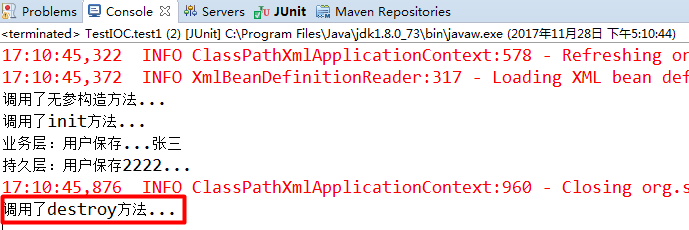 Problems Console Servers JUnit Maven Repositories
<terminated> TestIOC.test1 (2) [JUnit] C:\Program Files\Java\jdk1.8.0_73\bin\javaw.exe (2017年11月28日 下午5:10:44)
17:10:45,322 INFO ClassPathXmlApplicationContext:578 - Refreshing or
17:10:45,372 INFO XmlBeanDefinitionReader:317 - Loading XML bean def
调用了无参构造方法...
调用了init方法...
业务层：用户保存...张三
持久层：用户保存2222...
17:10:45,876 INFO ClassPathXmlApplicationContext:960 - Closing org.s
调用了destroy方法...